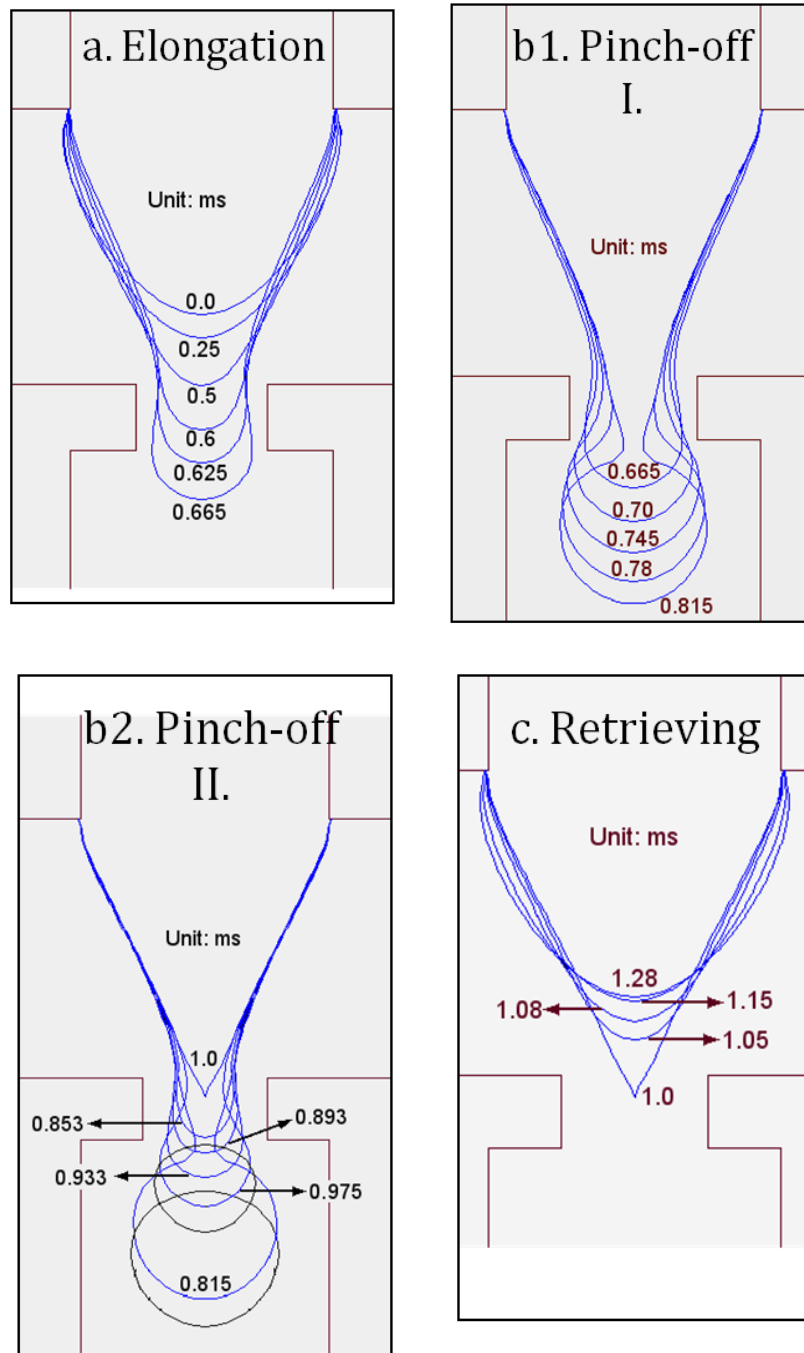 a. Elongation
Unit: ms
0.0
0.25
0.5
0.6
0.625
0.665
b1. Pinch-off
I.
Unit: ms
0.665
0.70
0.745
0.78
0.815
b2. Pinch-off
II.
Unit: ms
1.0
0.853
0.893
0.933
0.975
0.815
c. Retrieving
Unit: ms
1.28
1.08
1.15
1.05
1.0